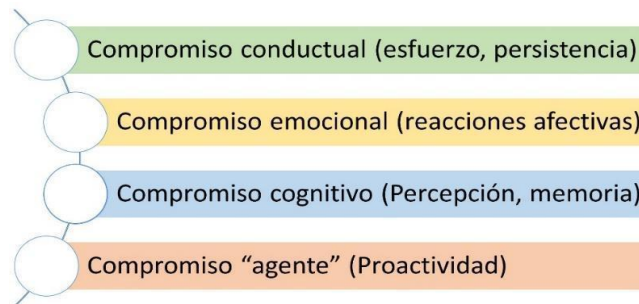 Compromiso conductual (esfuerzo, persistencia)
Compromiso emocional (reacciones afectivas)
Compromiso cognitivo (Percepción, memoria)
Compromiso “agente” (Proactividad)